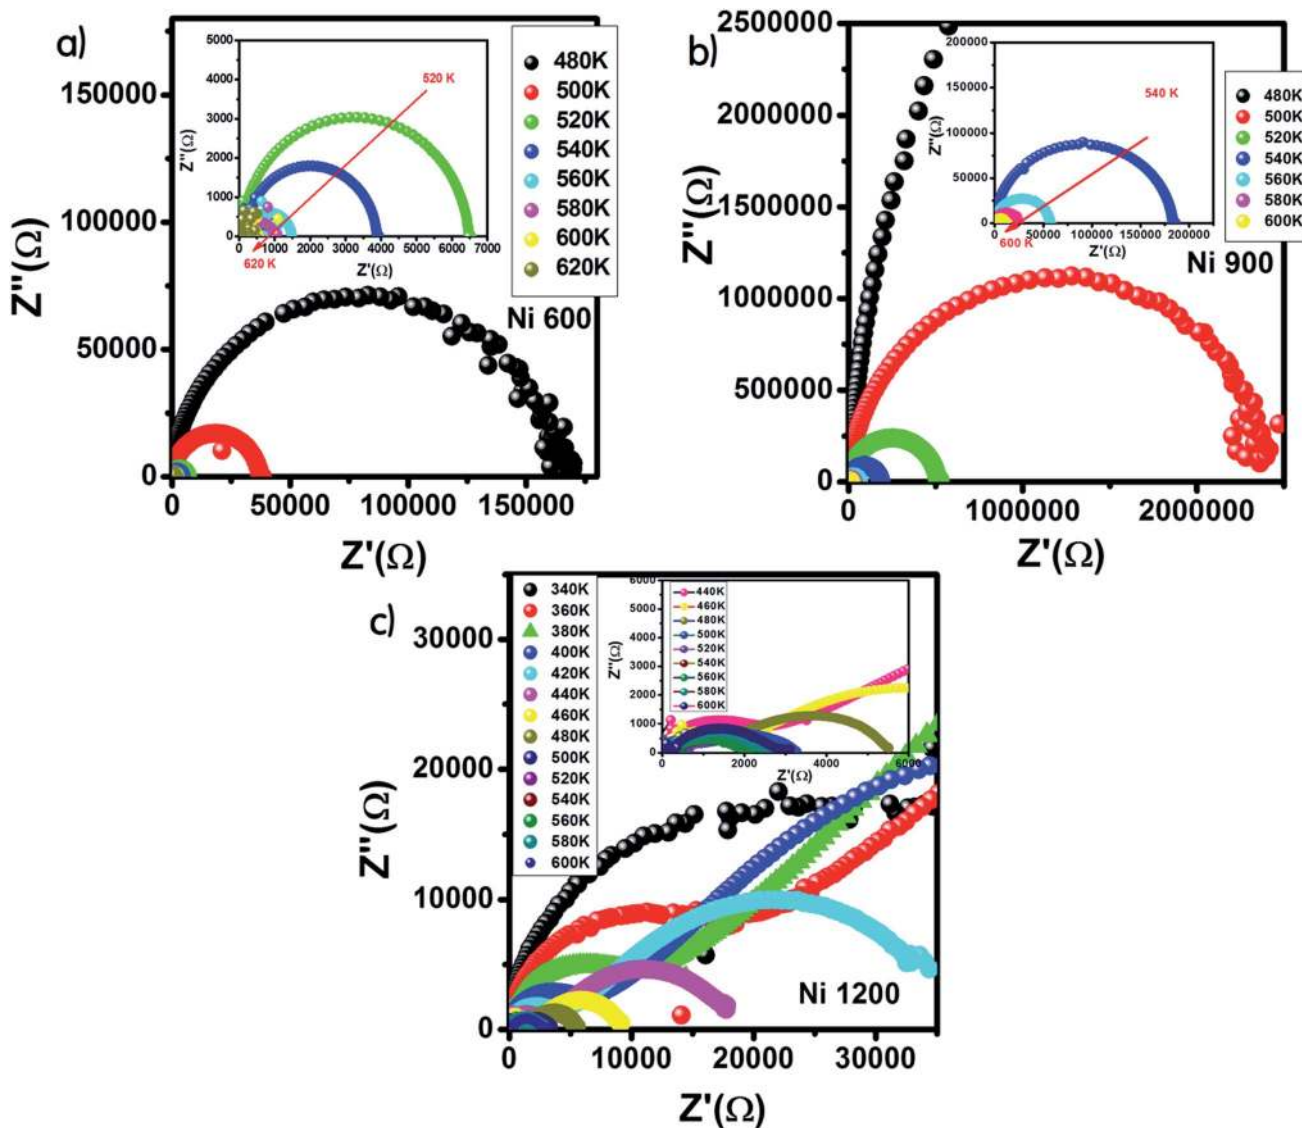 a)
Z''(Ω)
150000
100000
50000
0
0 50000 100000 150000
Z'(Ω)
5000
4000
3000
2000
1000
0
0 1000 2000 3000 4000 5000 6000 7000
Z''(Ω)
Z'(Ω)
520 K
620 K
480K
500K
520K
540K
560K
580K
600K
620K
Ni 600
b)
Z''(Ω)
2500000
2000000
1500000
1000000
500000
0
0 1000000 2000000
Z'(Ω)
200000
150000
100000
50000
0
0 50000 100000 150000 200000
Z''(Ω)
Z'(Ω)
540 K
600 K
480K
500K
520K
540K
560K
580K
600K
Ni 900
c)
Z''(Ω)
30000
20000
10000
0
0 10000 20000 30000
Z'(Ω)
340K
360K
380K
400K
420K
440K
460K
480K
500K
520K
540K
560K
580K
600K
6000
5000
4000
3000
2000
1000
0
0 2000 4000 6000
Z''(Ω)
Z'(Ω)
440K
460K
480K
500K
520K
540K
560K
580K
600K
Ni 1200